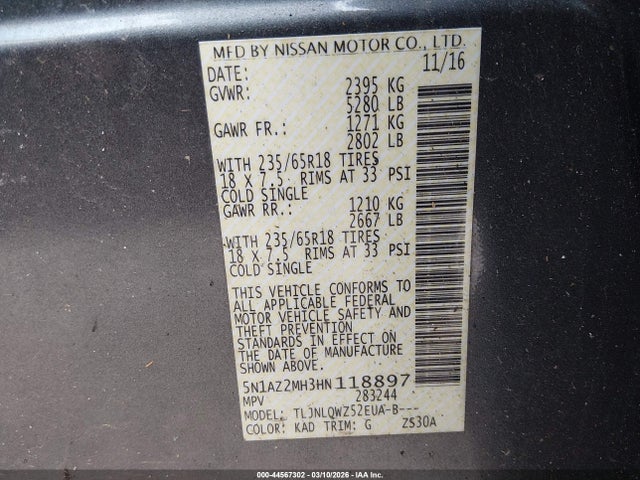 MFD BY NISSAN MOTOR CO., LTD.
DATE: 11/16
GVWR: 2395 KG
5280 LB
GAWR FR.: 1271 KG
2802 LB
WITH 235/65R18 TIRES
18 X 7.5 RIMS AT 33 PSI
COLD SINGLE
GAWR RR.: 1210 KG
2667 LB
WITH 235/65R18 TIRES
18 X 7.5 RIMS AT 33 PSI
COLD SINGLE
THIS VEHICLE CONFORMS TO
ALL APPLICABLE FEDERAL
MOTOR VEHICLE SAFETY AND
THEFT PREVENTION
STANDARDS IN EFFECT ON
THE DATE OF MANUFACTURE
SHOWN ABOVE.
5N1AZ2MH3HN118897
MPV 283244
MODEL: TLJNLQWZ52EUA-B---
COLOR: KAD TRIM: G ZS30A
000-44567302 - 03/10/2026 - IAA Inc.